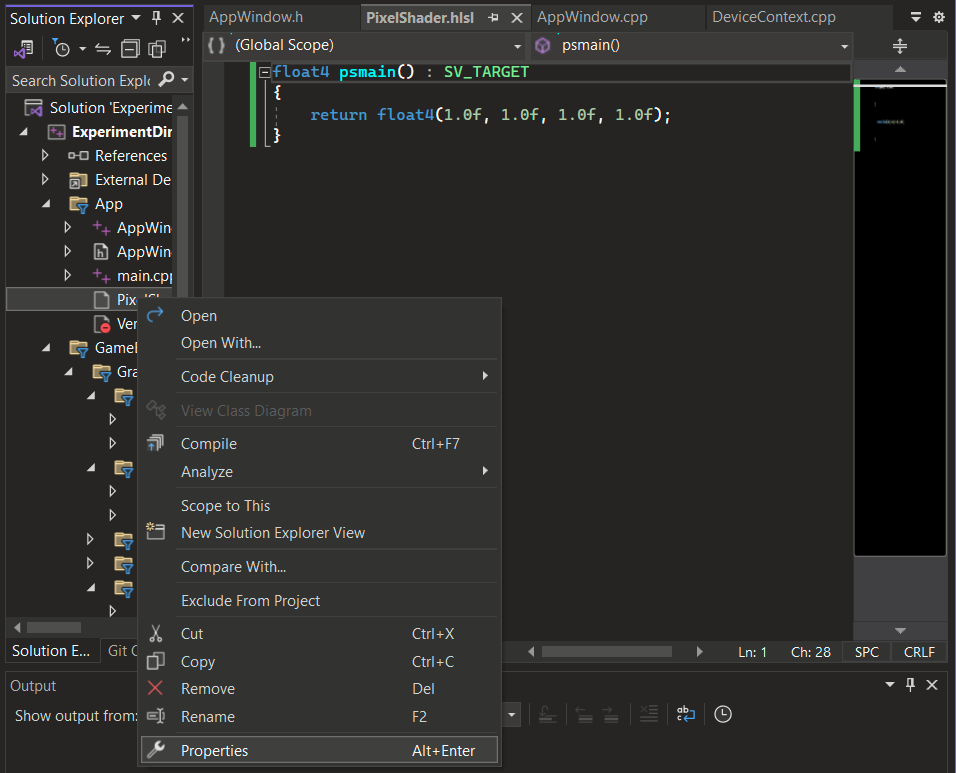 Solution Explorer
Search Solution Explo
Solution 'Experime
ExperimentDir
References
External De
App
AppWin
AppWin
main.cpp
PixelSh
Ver
GameI
Gra
Solution E...
Git C
AppWindow.h
PixelShader.hlsl
AppWindow.cpp
DeviceContext.cpp
(Global Scope)
psmain()
float4 psmain() : SV_TARGET
{
return float4(1.0f, 1.0f, 1.0f, 1.0f);
}
Open
Open With...
Code Cleanup
View Class Diagram
Compile Ctrl+F7
Analyze
Scope to This
New Solution Explorer View
Compare With...
Exclude From Project
Cut Ctrl+X
Copy Ctrl+C
Remove Del
Rename F2
Properties Alt+Enter
Ln: 1 Ch: 28 SPC CRLF
Output
Show output from: